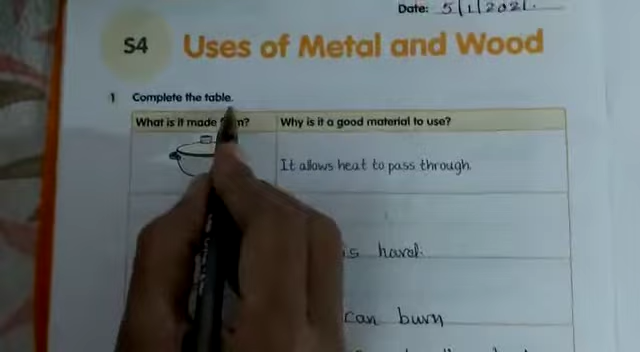 Date: 5/1/2021.
S4 Uses of Metal and Wood
1 Complete the table.
What is it made Why is it a good material to use?
It allows heat to pass through.
is hard.
can burn